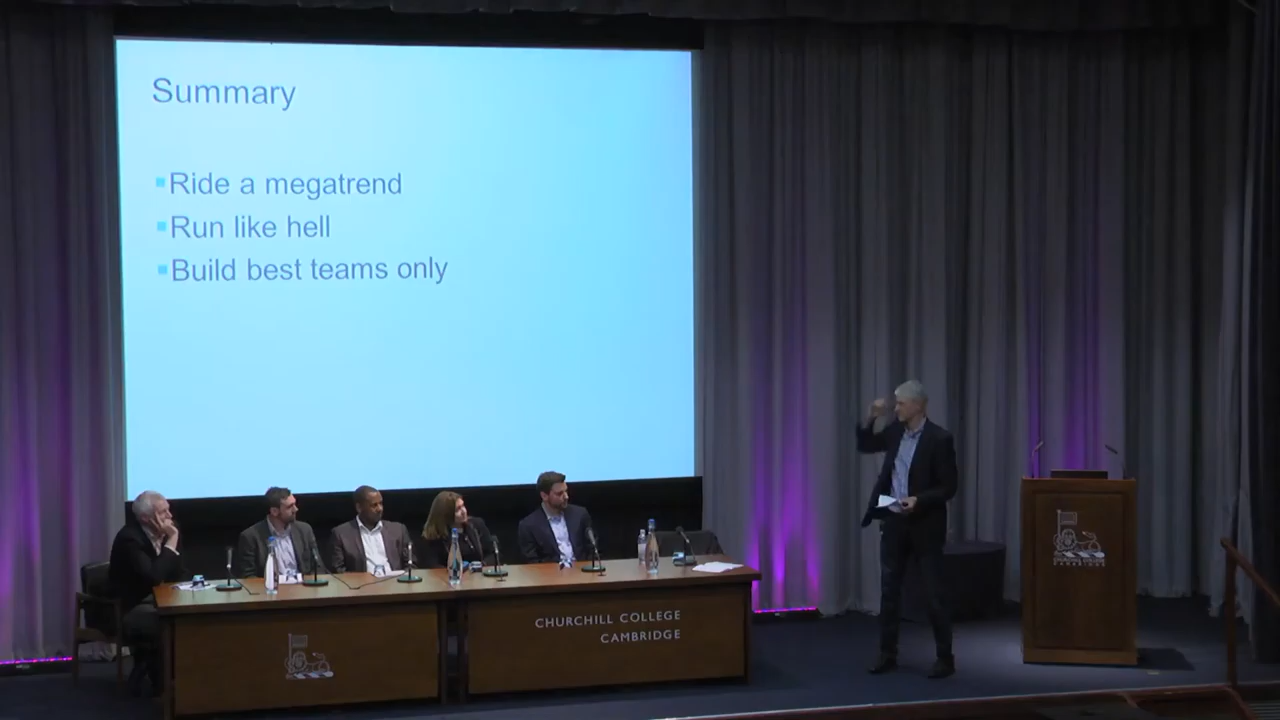 Summary
▪Ride a megatrend
▪Run like hell
▪Build best teams only
CHURCHILL COLLEGE
CAMBRIDGE